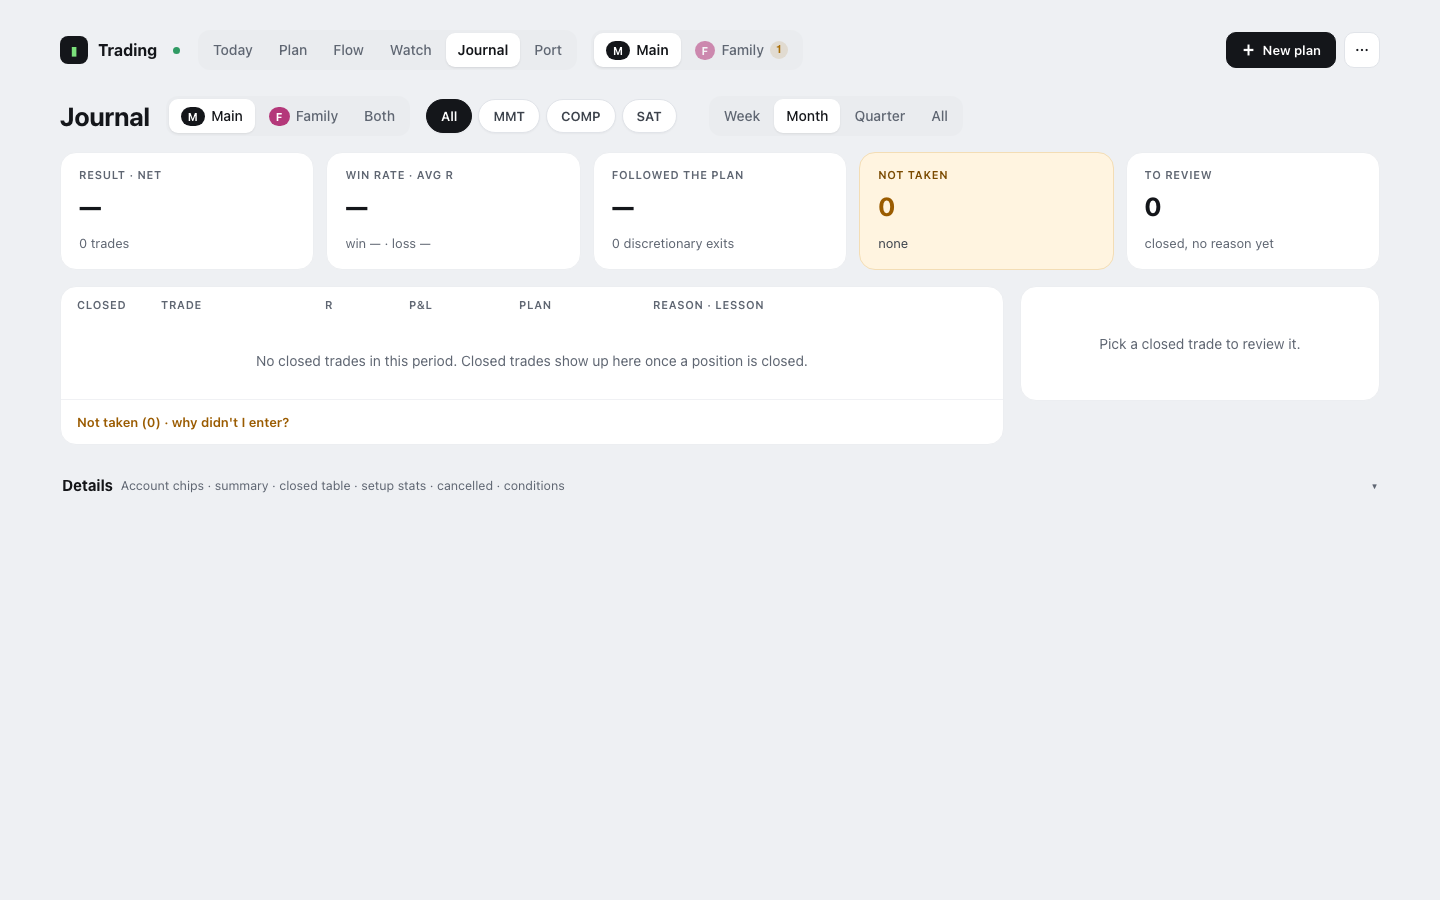 Trading Today Plan Flow Watch Journal Port M Main F Family 1 + New plan ···
Journal M Main F Family Both All MMT COMP SAT Week Month Quarter All
RESULT · NET
—
0 trades
WIN RATE · AVG R
—
win — · loss —
FOLLOWED THE PLAN
—
0 discretionary exits
NOT TAKEN
0
none
TO REVIEW
0
closed, no reason yet
CLOSED TRADE R P&L PLAN REASON · LESSON
No closed trades in this period. Closed trades show up here once a position is closed.
Not taken (0) · why didn't I enter?
Pick a closed trade to review it.
Details Account chips · summary · closed table · setup stats · cancelled · conditions